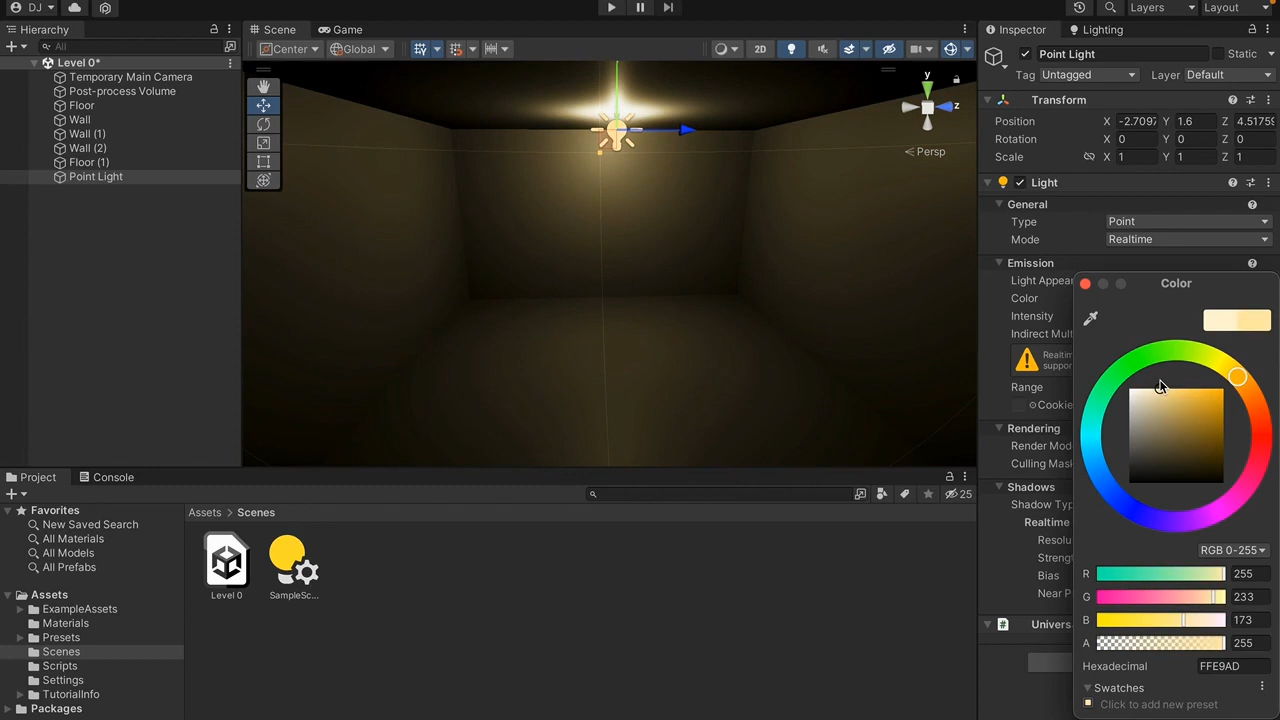 DJ
Layers
Layout
Hierarchy
All
Level 0*
Temporary Main Camera
Post-process Volume
Floor
Wall
Wall (1)
Wall (2)
Floor (1)
Point Light
Scene
Game
Center
Global
2D
y
z
Persp
Inspector
Lighting
Point Light
Static
Tag
Untagged
Layer
Default
Transform
Position
X
-2.7097
Y
1.6
Z
4.51759
Rotation
X
0
Y
0
Z
0
Scale
X
1
Y
1
Z
1
Light
General
Type
Point
Mode
Realtime
Emission
Light Appea
Color
Intensity
Indirect Mult
Realtim
suppor
Range
Cookie
Rendering
Render Mod
Culling Mask
Shadows
Shadow Typ
Realtime
Resolu
Streng
Bias
Near P
Univers
Color
RGB 0-255
R
255
G
233
B
173
A
255
Hexadecimal
FFE9AD
Swatches
Click to add new preset
Project
Console
25
Favorites
New Saved Search
All Materials
All Models
All Prefabs
Assets
ExampleAssets
Materials
Presets
Scenes
Scripts
Settings
TutorialInfo
Packages
Assets
Scenes
Level 0
SampleSc...